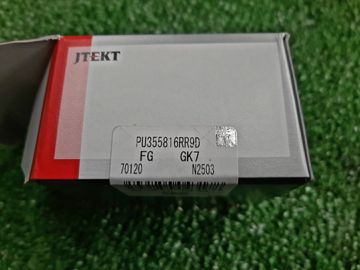 JTEKT
PU355816RR9D
FG GK7
70120 N2503